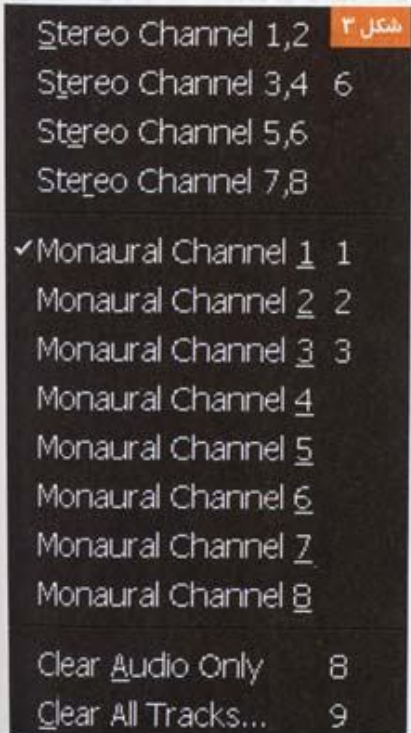 شکل ۳
Stereo Channel 1,2
Stereo Channel 3,4 6
Stereo Channel 5,6
Stereo Channel 7,8
✓Monaural Channel 1 1
Monaural Channel 2 2
Monaural Channel 3 3
Monaural Channel 4
Monaural Channel 5
Monaural Channel 6
Monaural Channel 7
Monaural Channel 8
Clear Audio Only 8
Clear All Tracks... 9